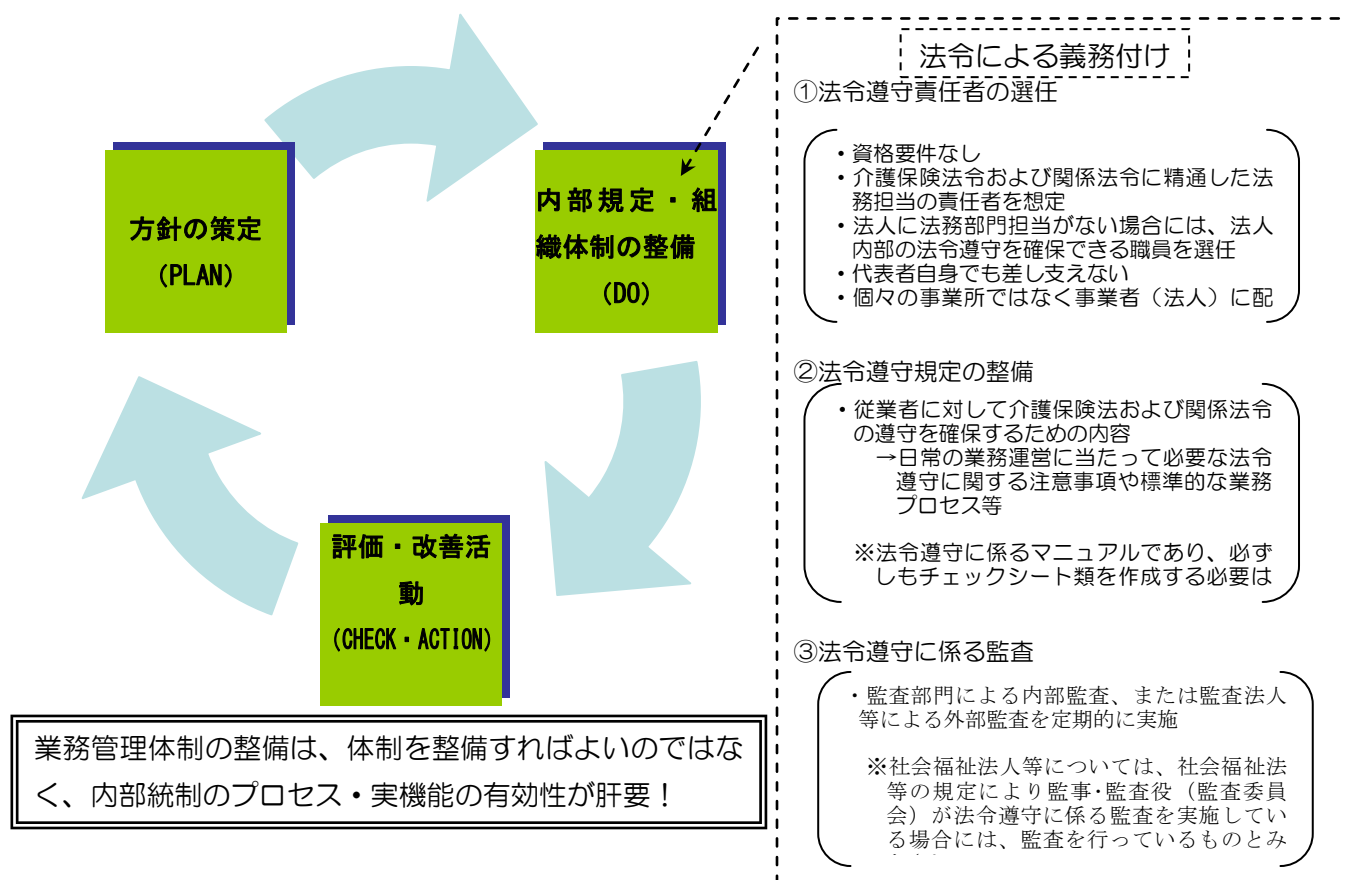 方針の策定
(PLAN)
内部規定・組
織体制の整備
(DO)
評価・改善活
動
(CHECK・ACTION)
業務管理体制の整備は、体制を整備すればよいのではな
く、内部統制のプロセス・実機能の有効性が肝要！
法令による義務付け
①法令遵守責任者の選任
・資格要件なし
・介護保険法令および関係法令に精通した法
務担当の責任者を想定
・法人に法務部門担当がない場合には、法人
内部の法令遵守を確保できる職員を選任
・代表者自身でも差し支えない
・個々の事業所ではなく事業者（法人）に配
②法令遵守規定の整備
・従業者に対して介護保険法および関係法令
の遵守を確保するための内容
→日常の業務運営に当たって必要な法令
遵守に関する注意事項や標準的な業務
プロセス等
※法令遵守に係るマニュアルであり、必ず
しもチェックシート類を作成する必要は
③法令遵守に係る監査
・監査部門による内部監査、または監査法人
等による外部監査を定期的に実施
※社会福祉法人等については、社会福祉法
等の規定により監事・監査役（監査委員
会）が法令遵守に係る監査を実施してい
る場合には、監査を行っているものとみ